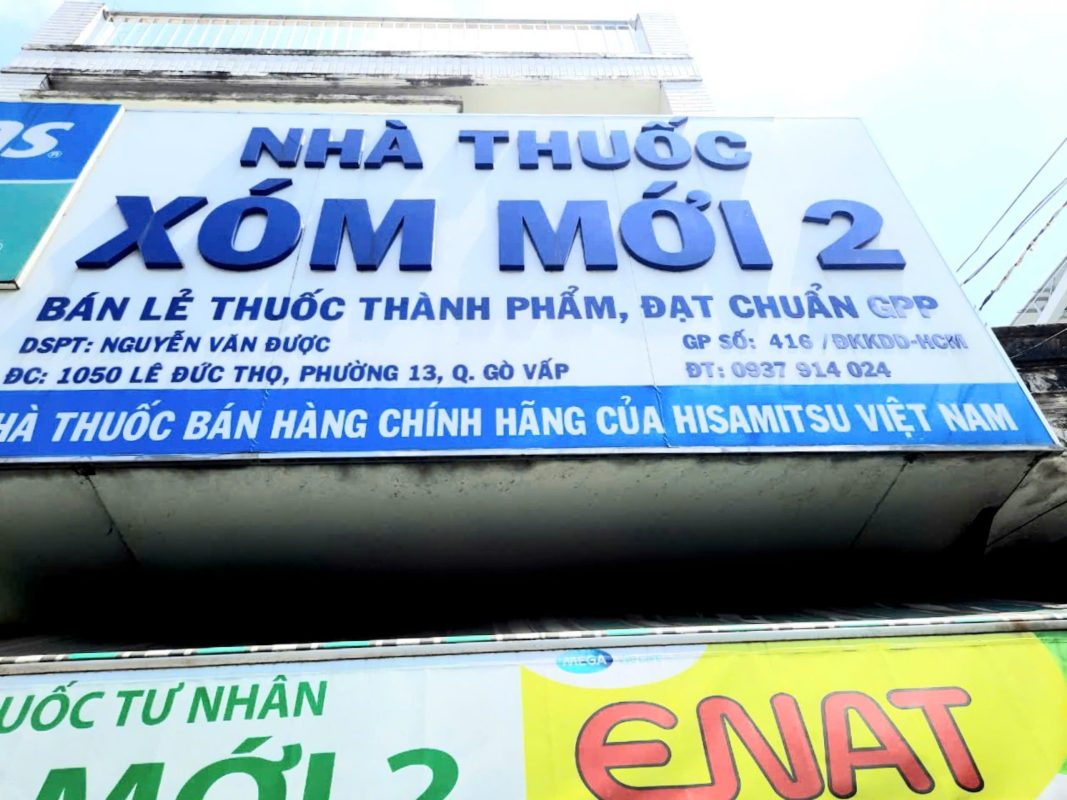 NHÀ THUỐC
XÓM MỚI 2
BÁN LẺ THUỐC THÀNH PHẨM, ĐẠT CHUẨN GPP
DSPT: NGUYỄN VĂN ĐƯỢC
GP SỐ: 416 /ĐKKDD-HCM
ĐC: 1050 LÊ ĐỨC THỌ, PHƯỜNG 13, Q. GÒ VẤP
ĐT: 0937 914 024
HÀ THUỐC BÁN HÀNG CHÍNH HÃNG CỦA HISAMITSU VIỆT NAM
UỐC TƯ NHÂN
MỚI 2
MEGA
ENAT